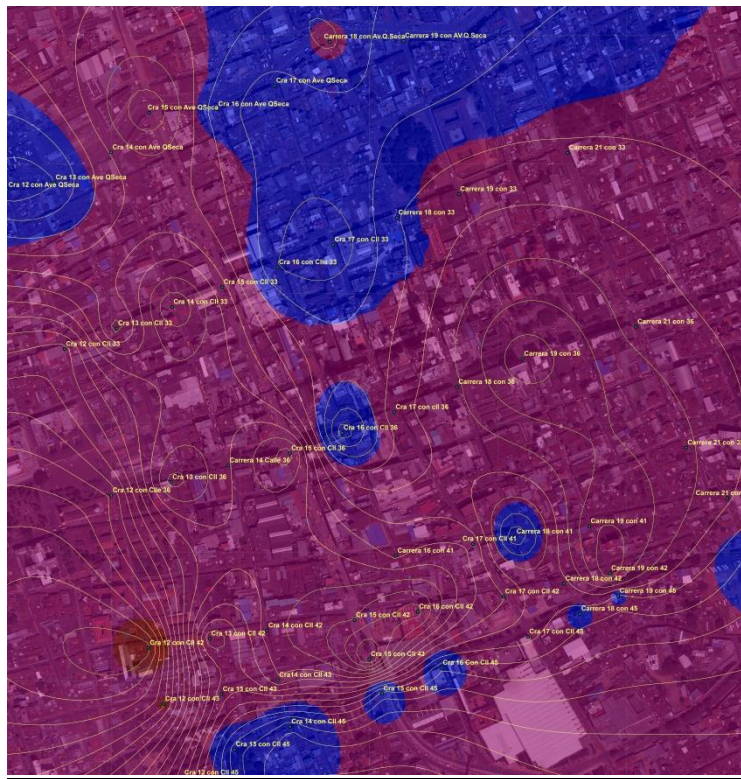 Carrera 18 con Av.Q.Seca
Carrera 19 con AV.Q.Seca
Cra 17 con Ave QSeca
Cra 15 con Ave QSeca
Cra 16 con Ave QSeca
Cra 14 con Ave QSeca
Carrera 21 con 33
Cra 13 con Ave QSeca
Cra 12 con Ave QSeca
Carrera 19 con 33
Carrera 18 con 33
Cra 17 con Cll 33
Cra 16 con Clle 33
Cra 15 con Cll 33
Cra 14 con Cll 33
Cra 13 con Cll 33
Carrera 21 con 36
Cra 12 con Cll 33
Carrera 19 con 36
Carrera 18 con 36
Cra 17 con cll 36
Cra 16 con Cll 36
Carrera 21 con 3
Cra 15 con Cll 36
Carrera 14 Calle 36
Cra 13 con Cll 36
Cra 12 con Clle 36
Carrera 21 con
Carrera 19 con 41
Carrera 18 con 41
Cra 17 con Cll 41
Carrera 16 con 41
Carrera 19 con 42
Carrera 18 con 42
Cra 17 con Cll 42
Carrera 19 con 45
Cra 16 con Cll 42
Carrera 18 con 45
Cra 15 con Cll 42
Cra 14 con Cll 42
Cra 13 con Cll 42
Cra 17 con Cll 45
Cra 12 con Cll 42
Cra 15 con Cll 43
Cra 16 Con Cll 45
Cra14 con Cll 43
Cra 13 con Cll 43
Cra 15 con Cll 45
Cra 12 con Cll 43
Cra 14 con Cll 45
Cra 13 con Cll 45
Cra 12 con Cll 45